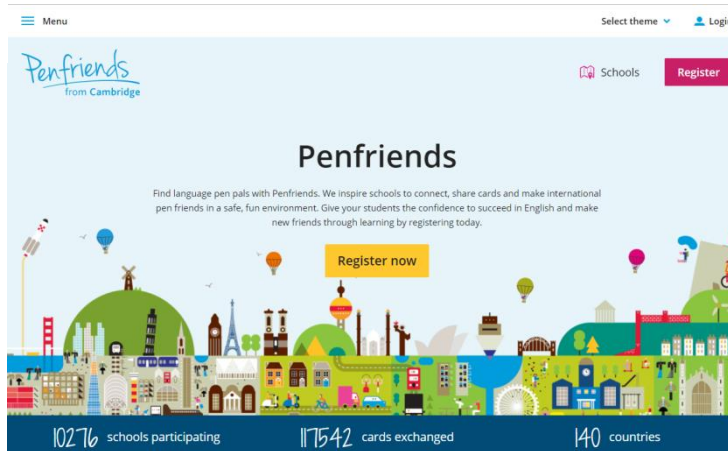 Menu
Select theme
Penfriends
from Cambridge
Schools
Register
Penfriends
Find language pen pals with Penfriends. We inspire schools to connect, share cards and make international
pen friends in a safe, fun environment. Give your students the confidence to succeed in English and make
new friends through learning by registering today.
Register now
10276 schools participating
117542 cards exchanged
140 countries